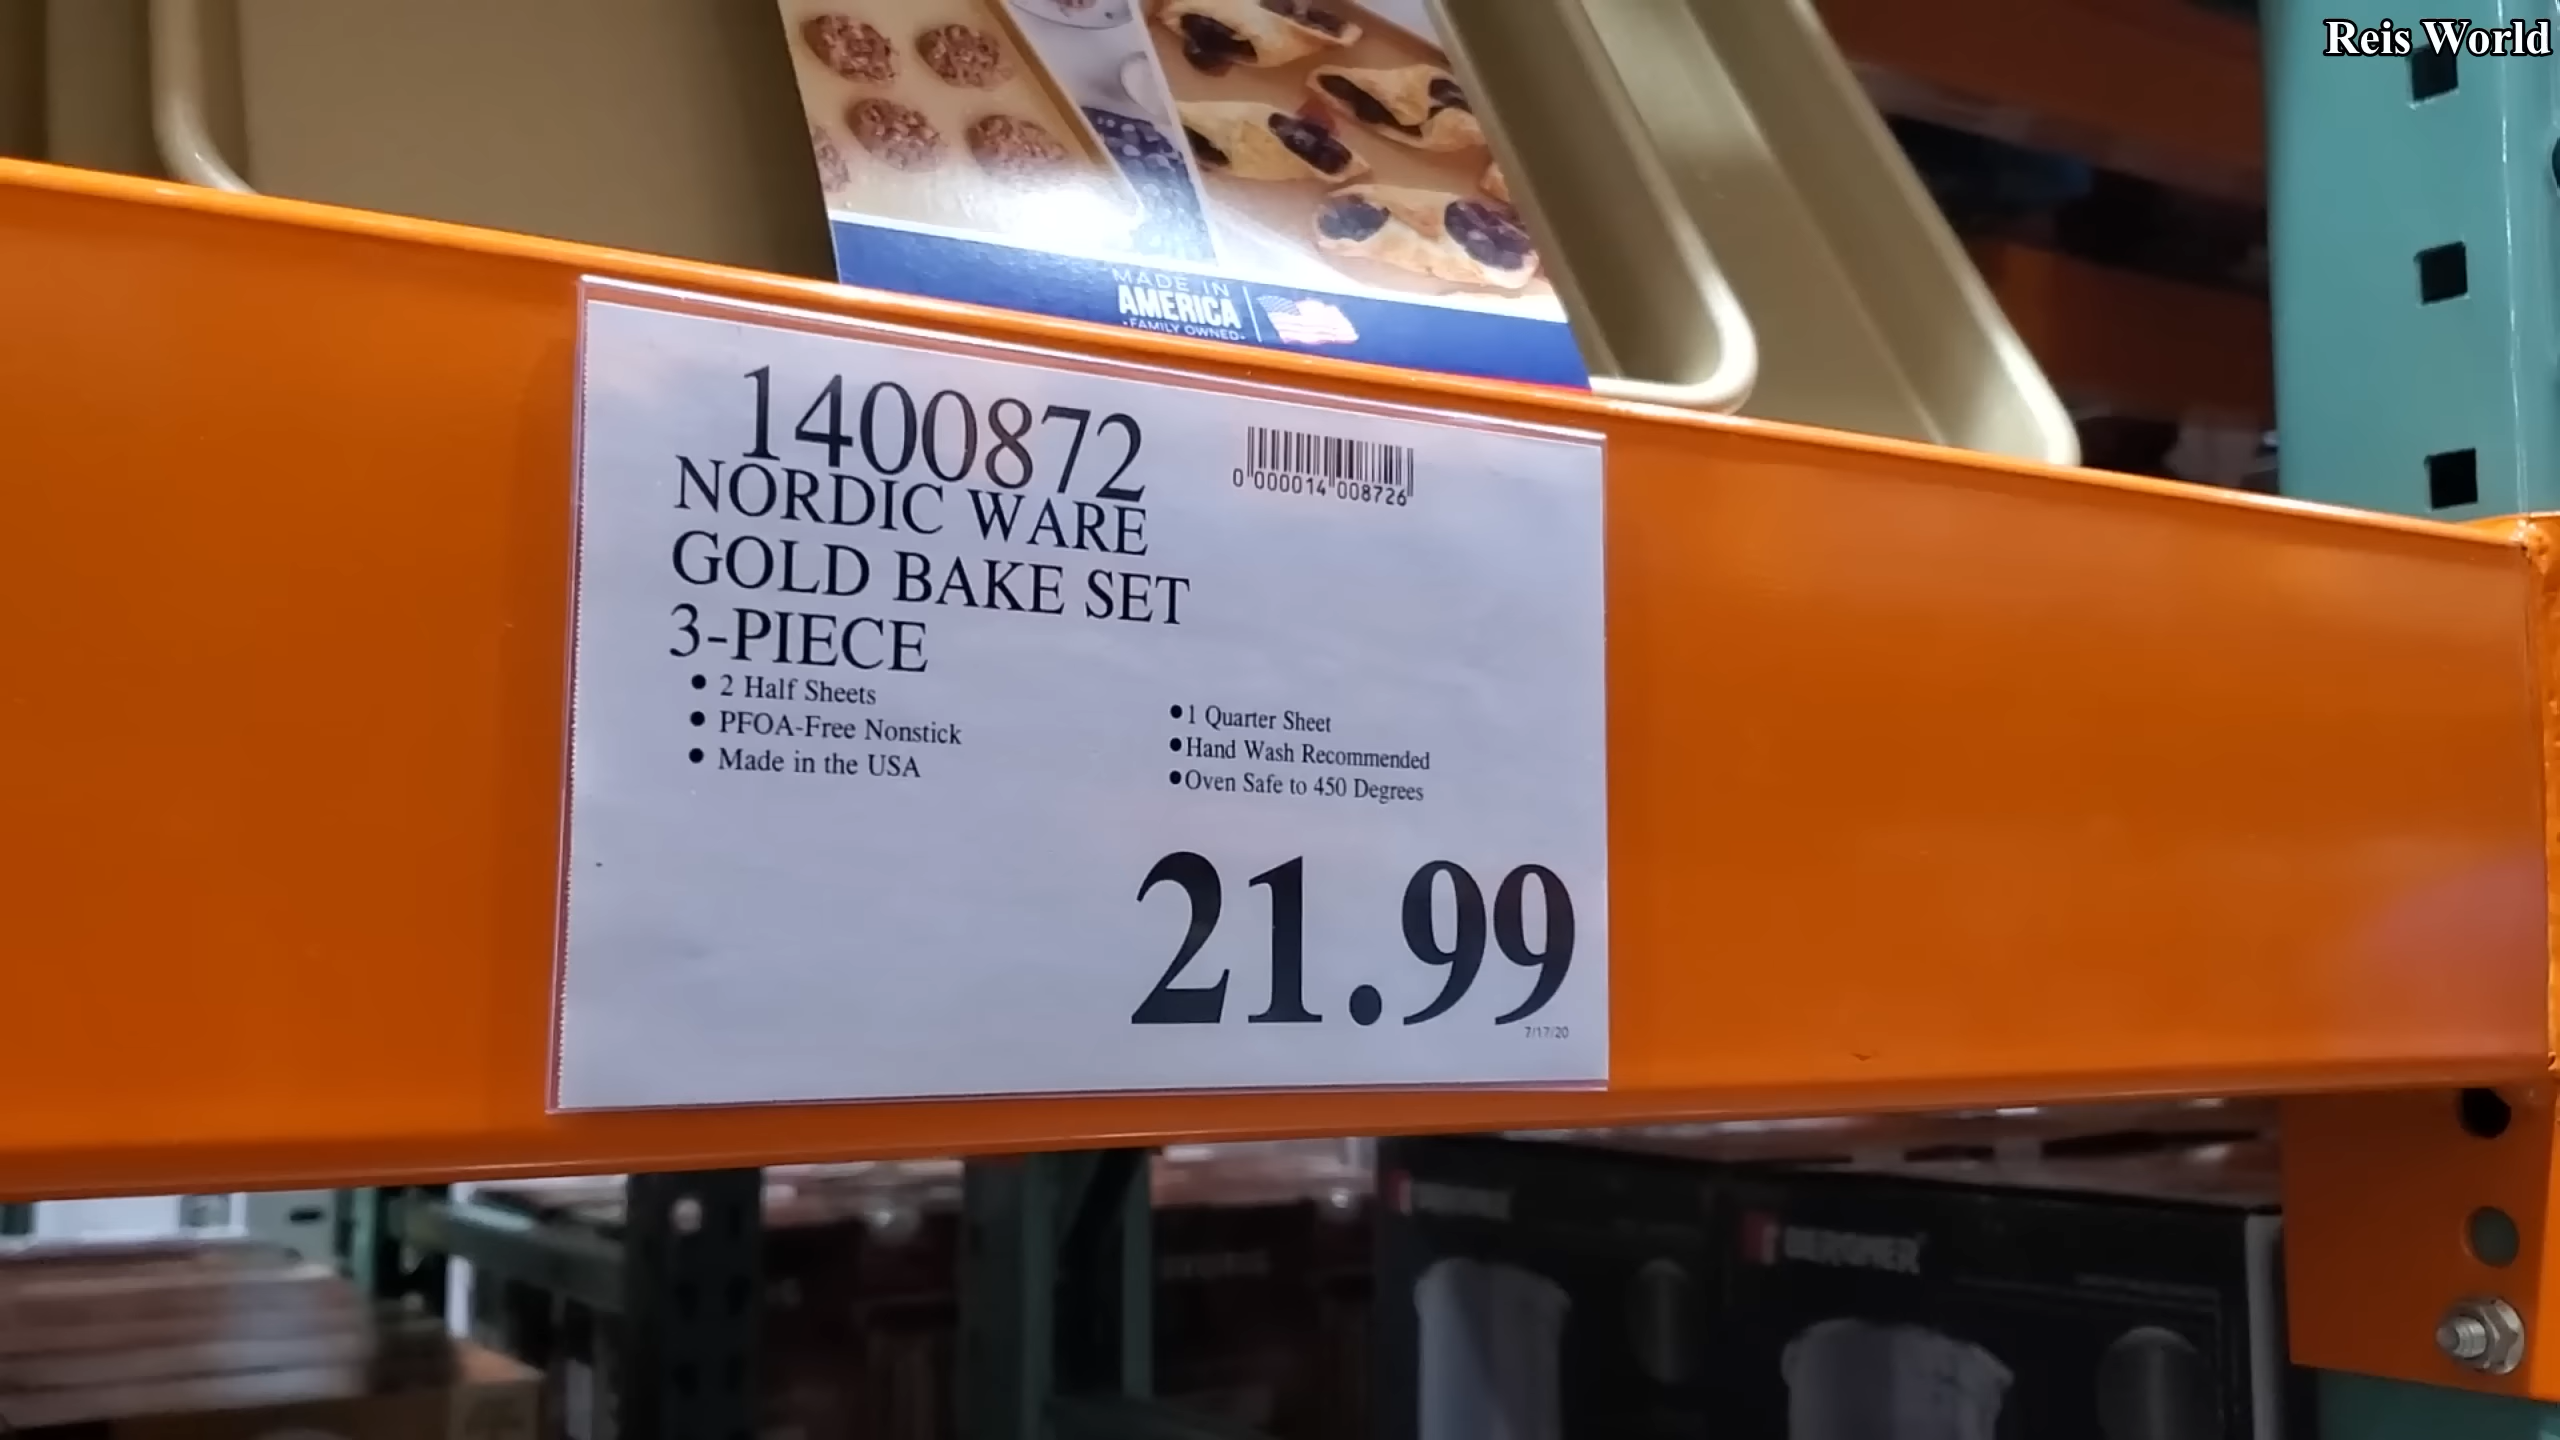 Reis World
MADE IN
AMERICA
•FAMILY OWNED•
1400872
0 000014 008726
NORDIC WARE
GOLD BAKE SET
3-PIECE
• 2 Half Sheets
• PFOA-Free Nonstick
• Made in the USA
• 1 Quarter Sheet
• Hand Wash Recommended
• Oven Safe to 450 Degrees
21.99
7/17/20
BERGNER